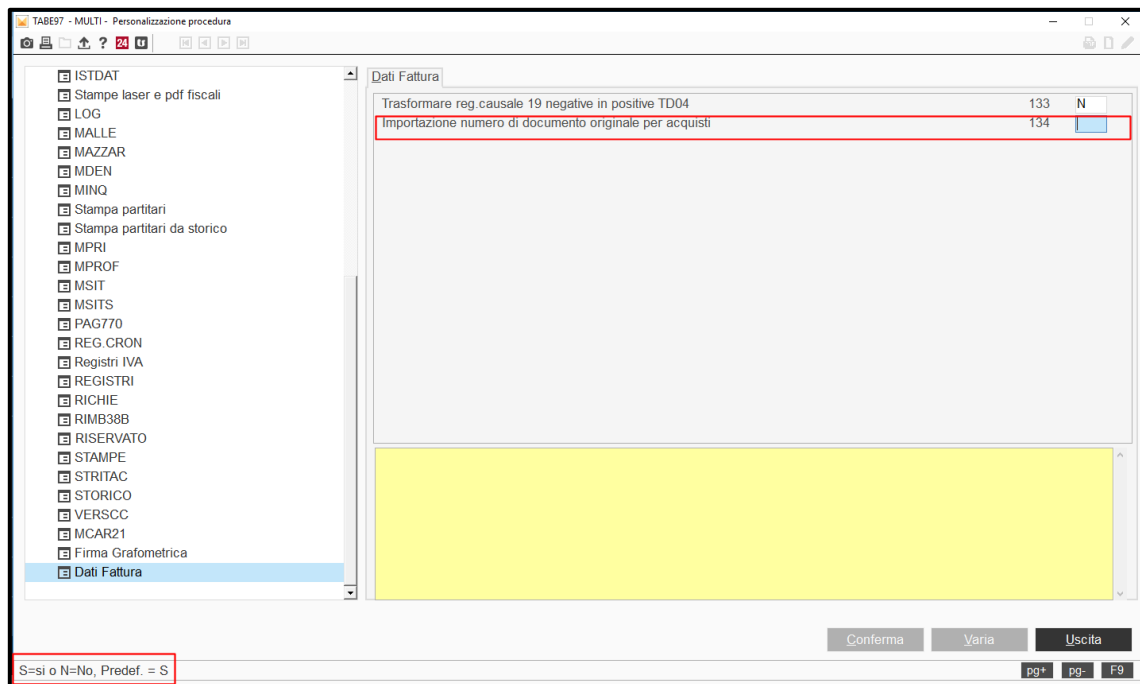 TABE97 - MULTI - Personalizzazione procedura
? 24 U
ISTDAT
Stampe laser e pdf fiscali
LOG
MALLE
MAZZAR
MDEN
MINQ
Stampa partitari
Stampa partitari da storico
MPRI
MPROF
MSIT
MSITS
PAG770
REG.CRON
Registri IVA
REGISTRI
RICHIE
RIMB38B
RISERVATO
STAMPE
STRITAC
STORICO
VERSCC
MCAR21
Firma Grafometrica
Dati Fattura
Dati Fattura
Trasformare reg.causale 19 negative in positive TD04 133 N
Importazione numero di documento originale per acquisti 134
Conferma Varia Uscita
S=si o N=No, Predef. = S
pg+ pg- F9